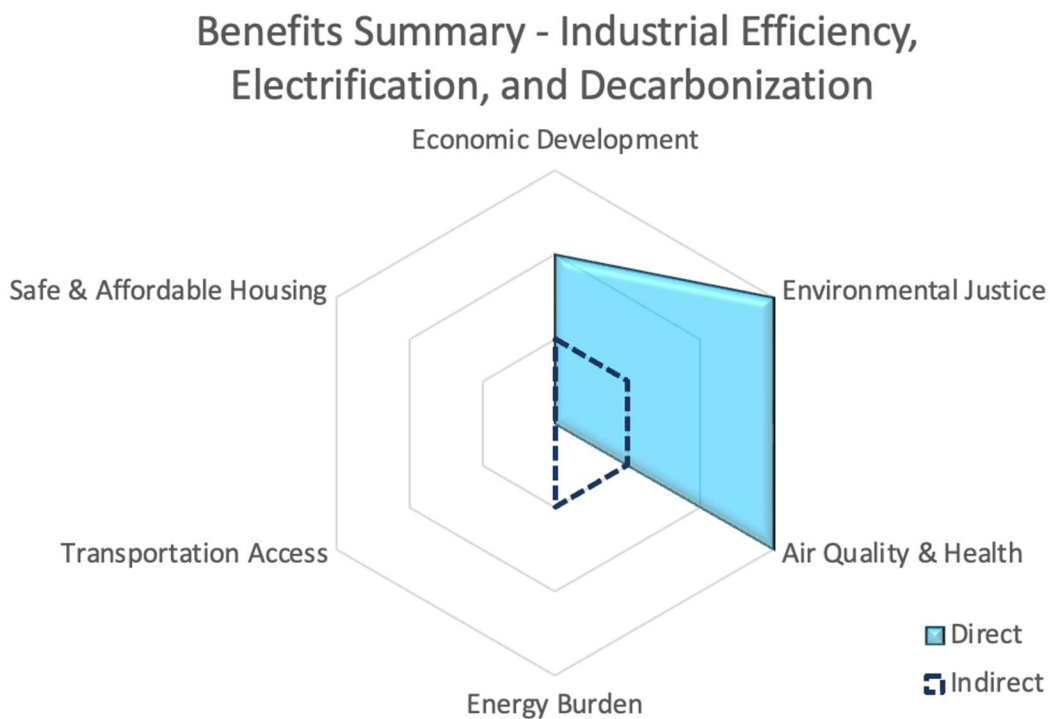 Benefits Summary - Industrial Efficiency,
Electrification, and Decarbonization
Economic Development
Safe & Affordable Housing
Environmental Justice
Transportation Access
Air Quality & Health
Direct
Indirect
Energy Burden